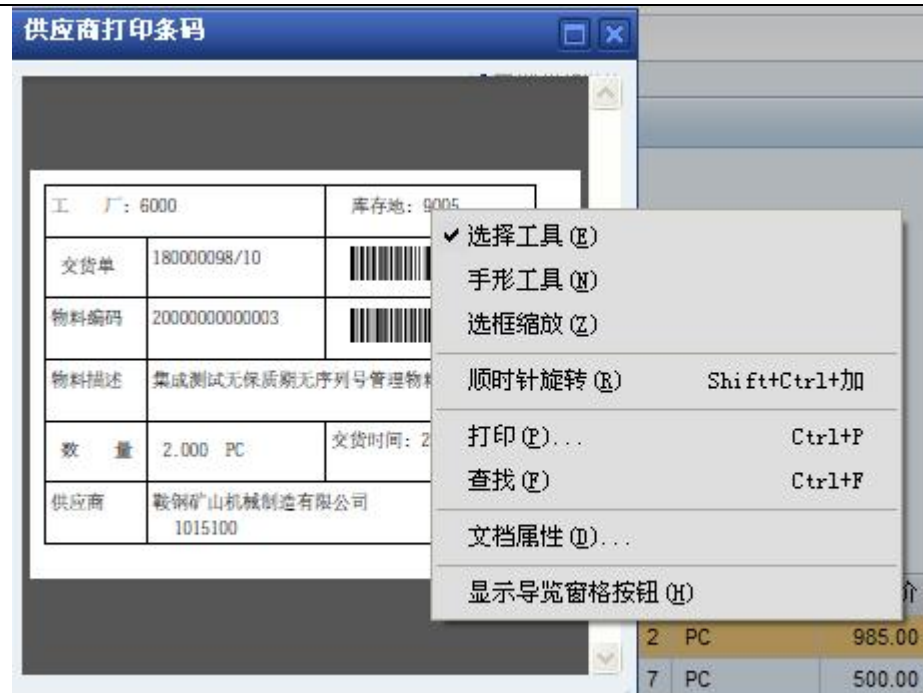 供应商打印条码
工 厂: 6000 库存地: 9005
交货单 180000098/10
物料编码 20000000000003
物料描述 集成测试无保质期无序列号管理物料
数 量 2.000 PC 交货时间: 2
供应商 鞍钢矿山机械制造有限公司
1015100
✓ 选择工具(E)
手形工具(N)
选框缩放(Z)
顺时针旋转(R) Shift+Ctrl+加
打印(P)... Ctrl+P
查找(F) Ctrl+F
文档属性(D)...
显示导览窗格按钮(H)
价
2 PC 985.00
7 PC 500.00